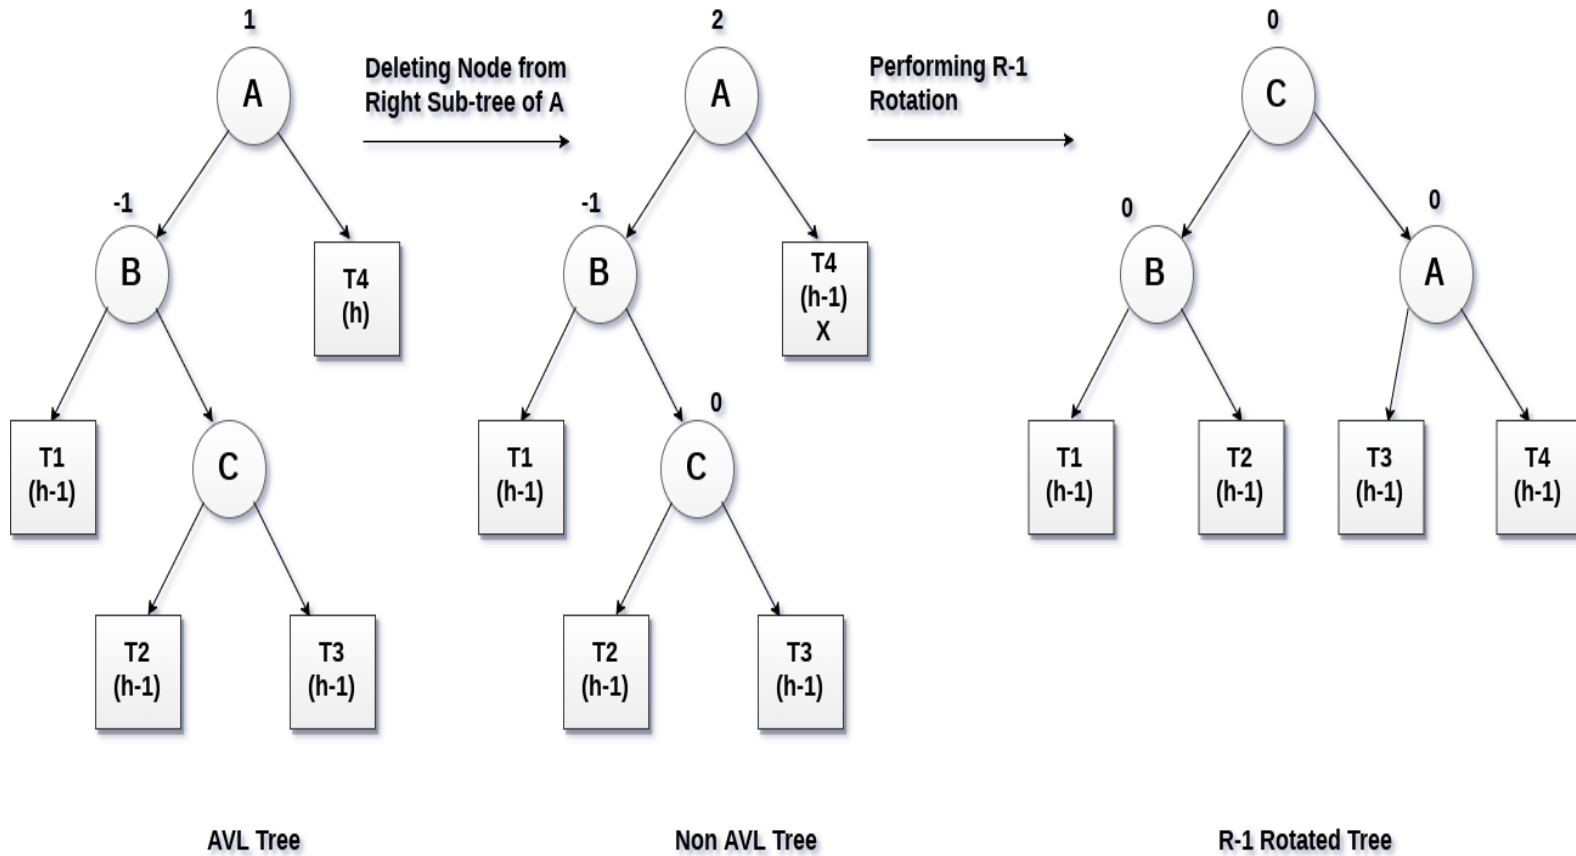 1
A
-1
B
T4
(h)
T1
(h-1)
C
T2
(h-1)
T3
(h-1)
AVL Tree
Deleting Node from
Right Sub-tree of A
2
A
-1
B
T4
(h-1)
X
0
T1
(h-1)
C
T2
(h-1)
T3
(h-1)
Non AVL Tree
Performing R-1
Rotation
0
C
0
B
0
A
T1
(h-1)
T2
(h-1)
T3
(h-1)
T4
(h-1)
R-1 Rotated Tree